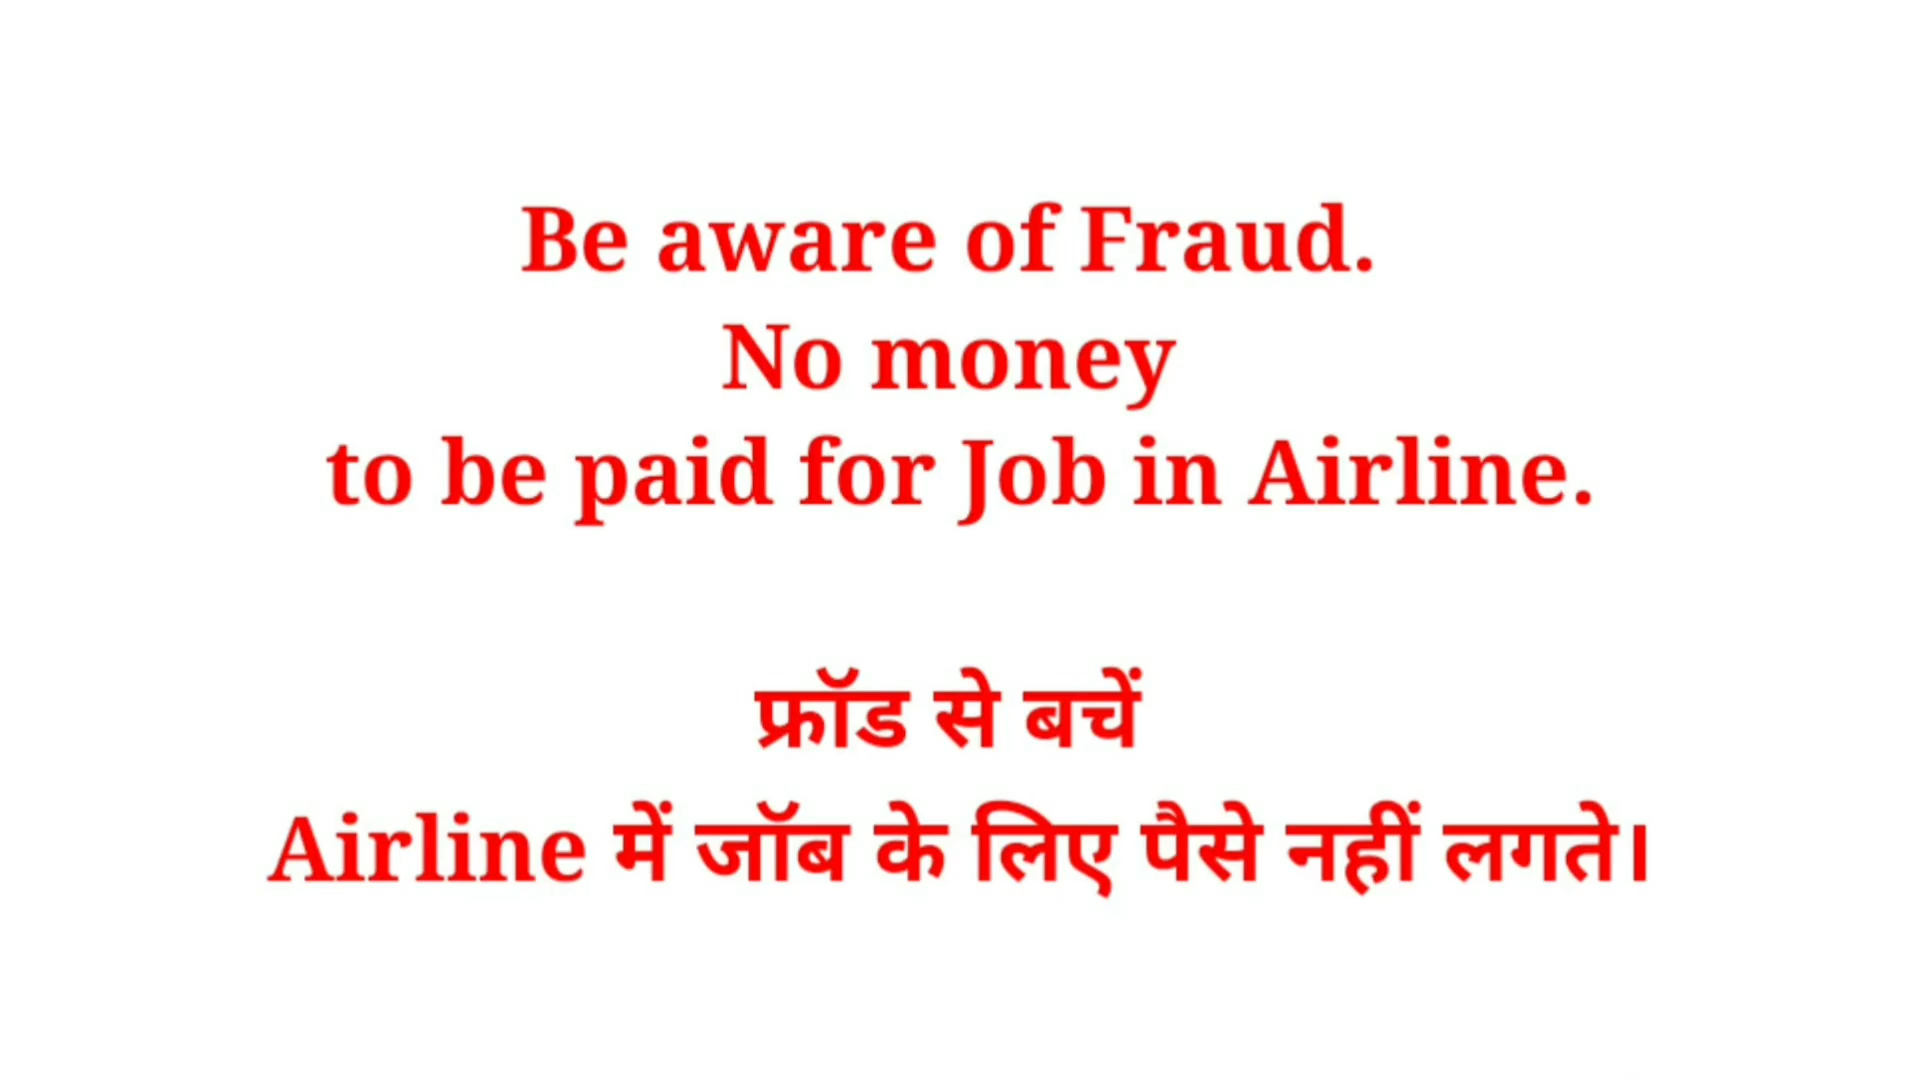 Be aware of Fraud.
No money
to be paid for Job in Airline.
फ्रॉड से बचें
Airline में जॉब के लिए पैसे नहीं लगते।